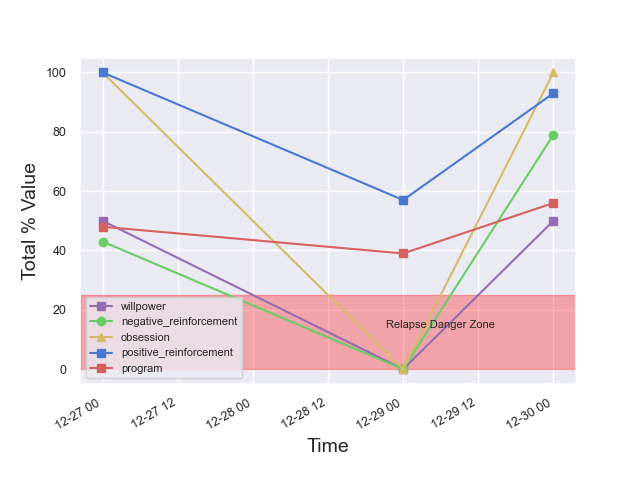 Total % Value
100
80
60
40
20
0
Relapse Danger Zone
willpower
negative_reinforcement
obsession
positive_reinforcement
program
12-27 00
12-27 12
12-28 00
12-28 12
12-29 00
12-29 12
12-30 00
Time